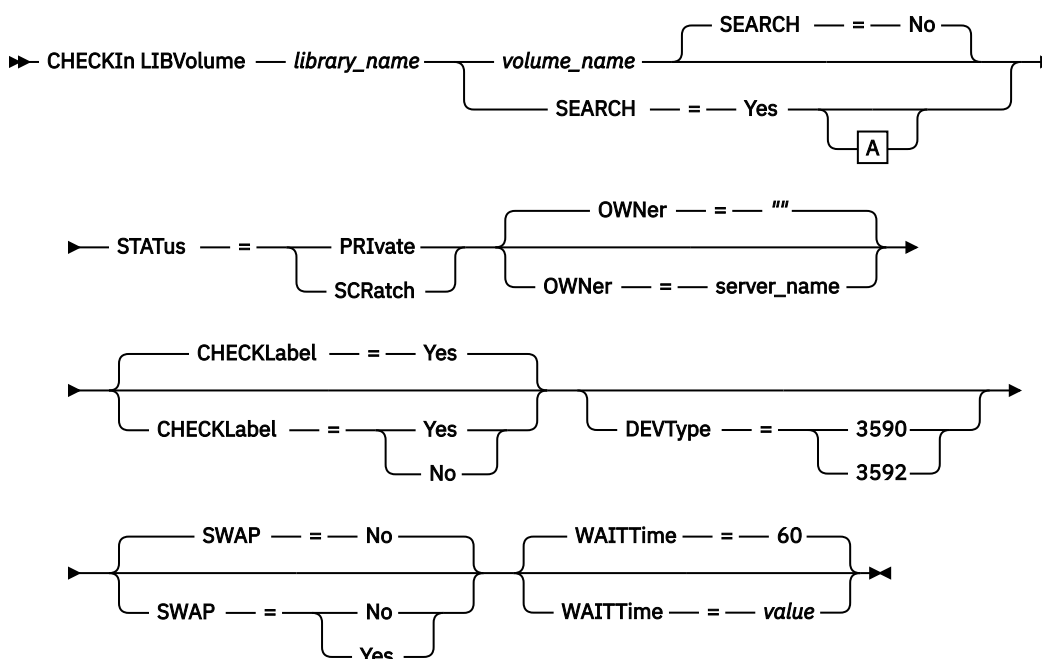 SEARCH = No
CHECKIn LIBVolume library_name volume_name
SEARCH = Yes
A
OWNer = ""
STATus = PRIvate
SCRatch OWNer = server_name
CHECKLabel = Yes
CHECKLabel = Yes DEVType = 3590
No 3592
SWAP = No WAITTime = 60
SWAP = No WAITTime = value
Yes